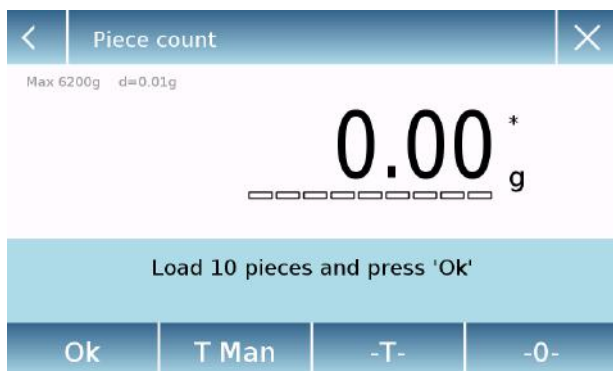 Piece count
Max 6200g d=0.01g
0.00 *
g
Load 10 pieces and press 'Ok'
Ok T Man -T- -0-